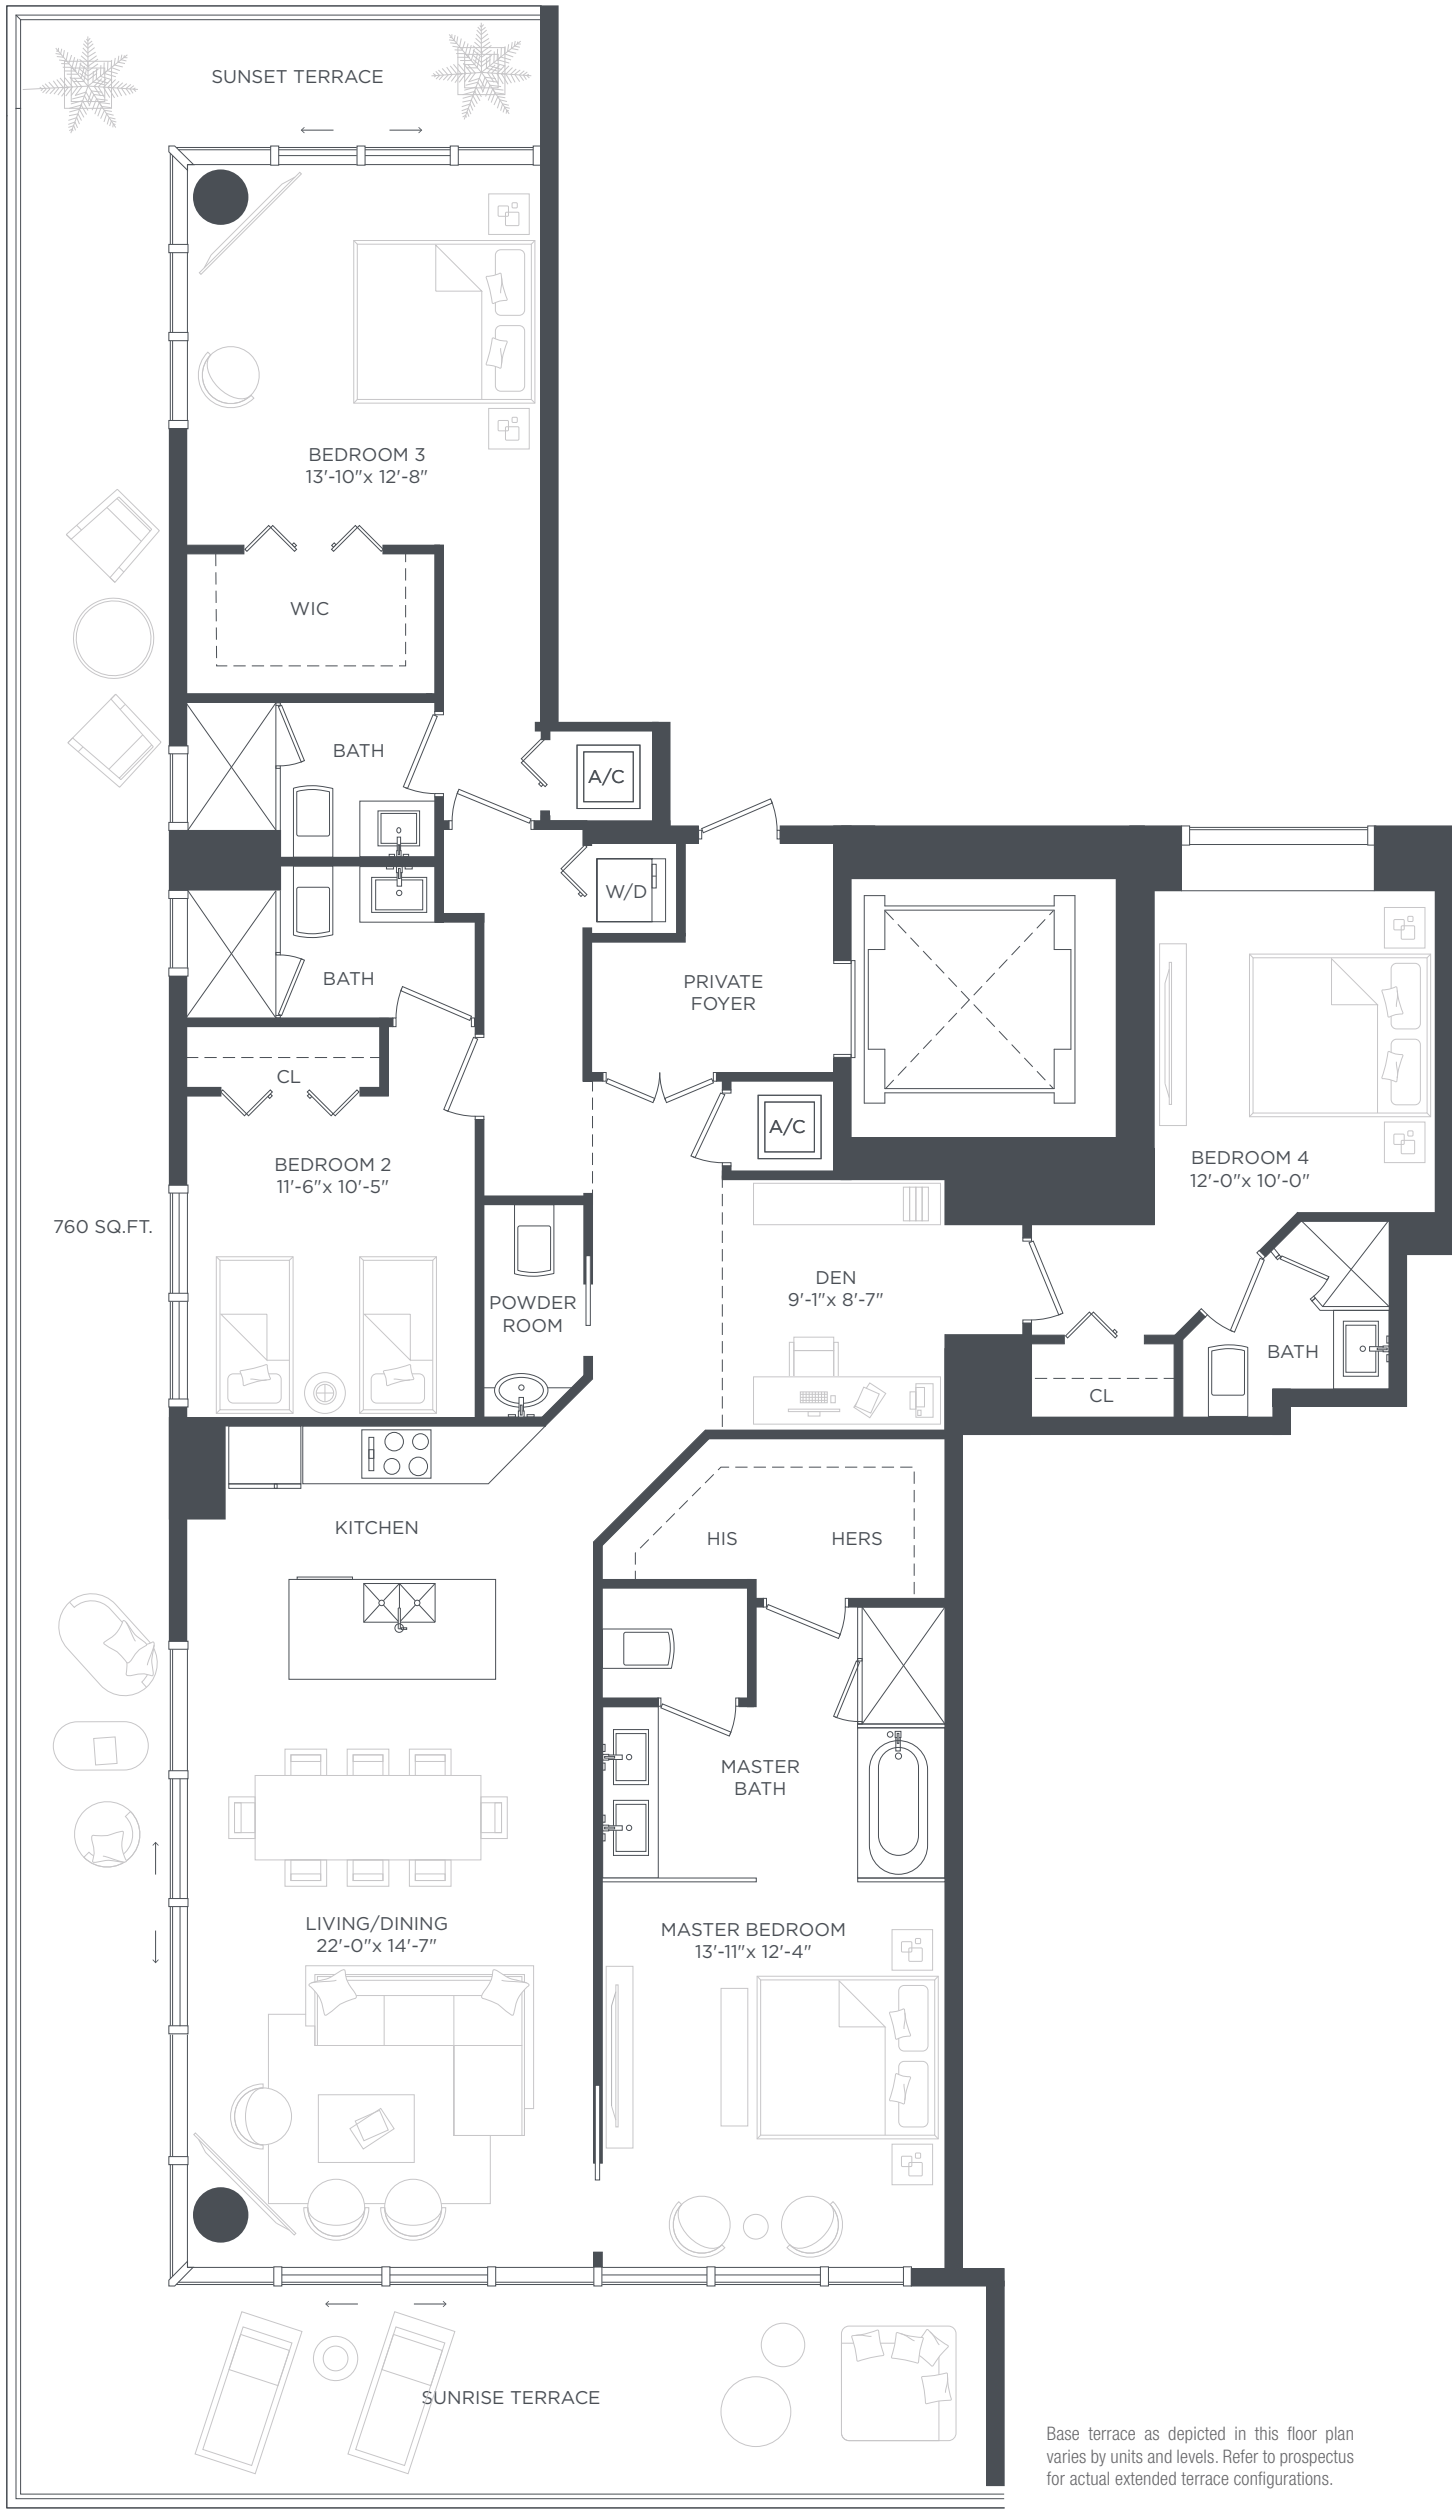 SUNSET TERRACE
BEDROOM 3
13'-10"x 12'-8"
WIC
BATH
A/C
W/D
BATH
PRIVATE
FOYER
CL
A/C
BEDROOM 2
11'-6"x 10'-5"
BEDROOM 4
12'-0"x 10'-0"
760 SQ.FT.
DEN
9'-1"x 8'-7"
POWDER
ROOM
BATH
CL
KITCHEN
HIS
HERS
MASTER
BATH
LIVING/DINING
22'-0"x 14'-7"
MASTER BEDROOM
13'-11"x 12'-4"
SUNRISE TERRACE
Base terrace as depicted in this floor plan
varies by units and levels. Refer to prospectus
for actual extended terrace configurations.